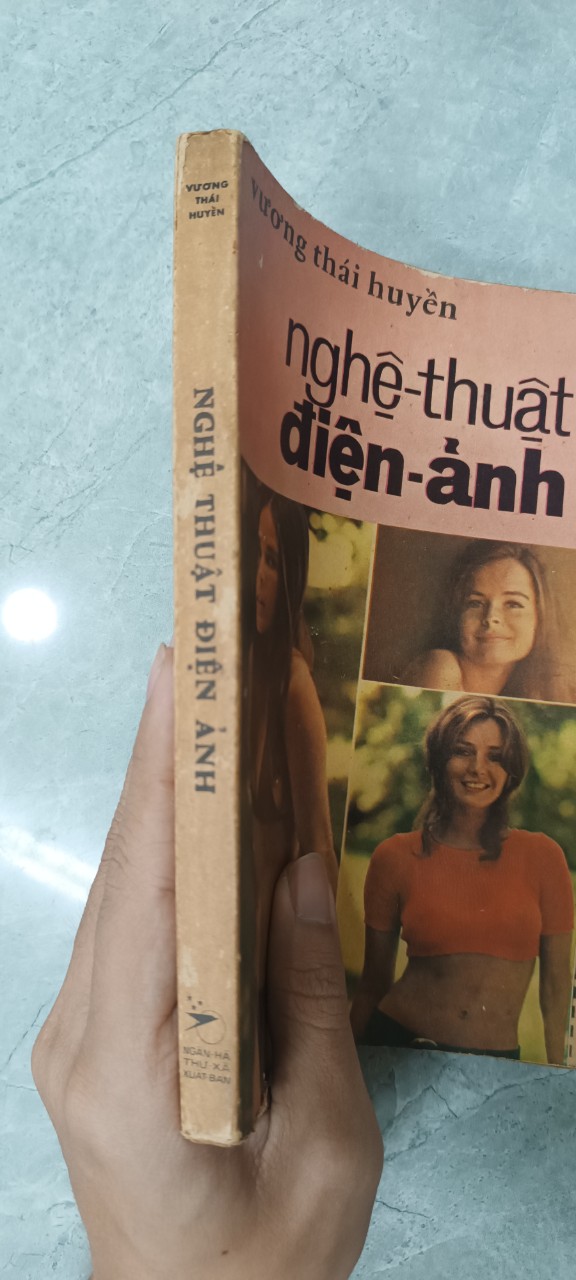 VƯƠNG
THÁI
HUYỀN
NGHỆ THUẬT ĐIỆN ẢNH
NGÂN-HÀ
THƯ XÃ
XUẤT-BẢN
vương thái huyền
nghệ-thuật
điện-ảnh